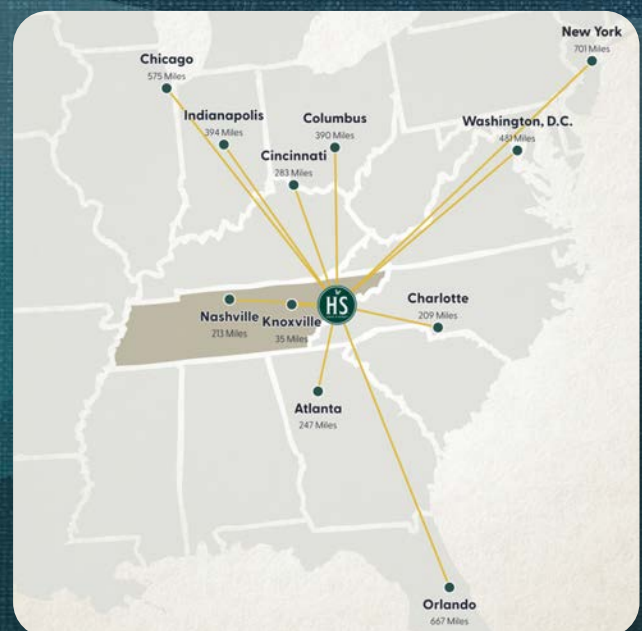 New York
701 Miles
Chicago
575 Miles
Indianapolis
394 Miles
Columbus
390 Miles
Washington, D.C.
481 Miles
Cincinnati
283 Miles
HS
Nashville
213 Miles
Knoxville
35 Miles
Charlotte
209 Miles
Atlanta
247 Miles
Orlando
667 Miles